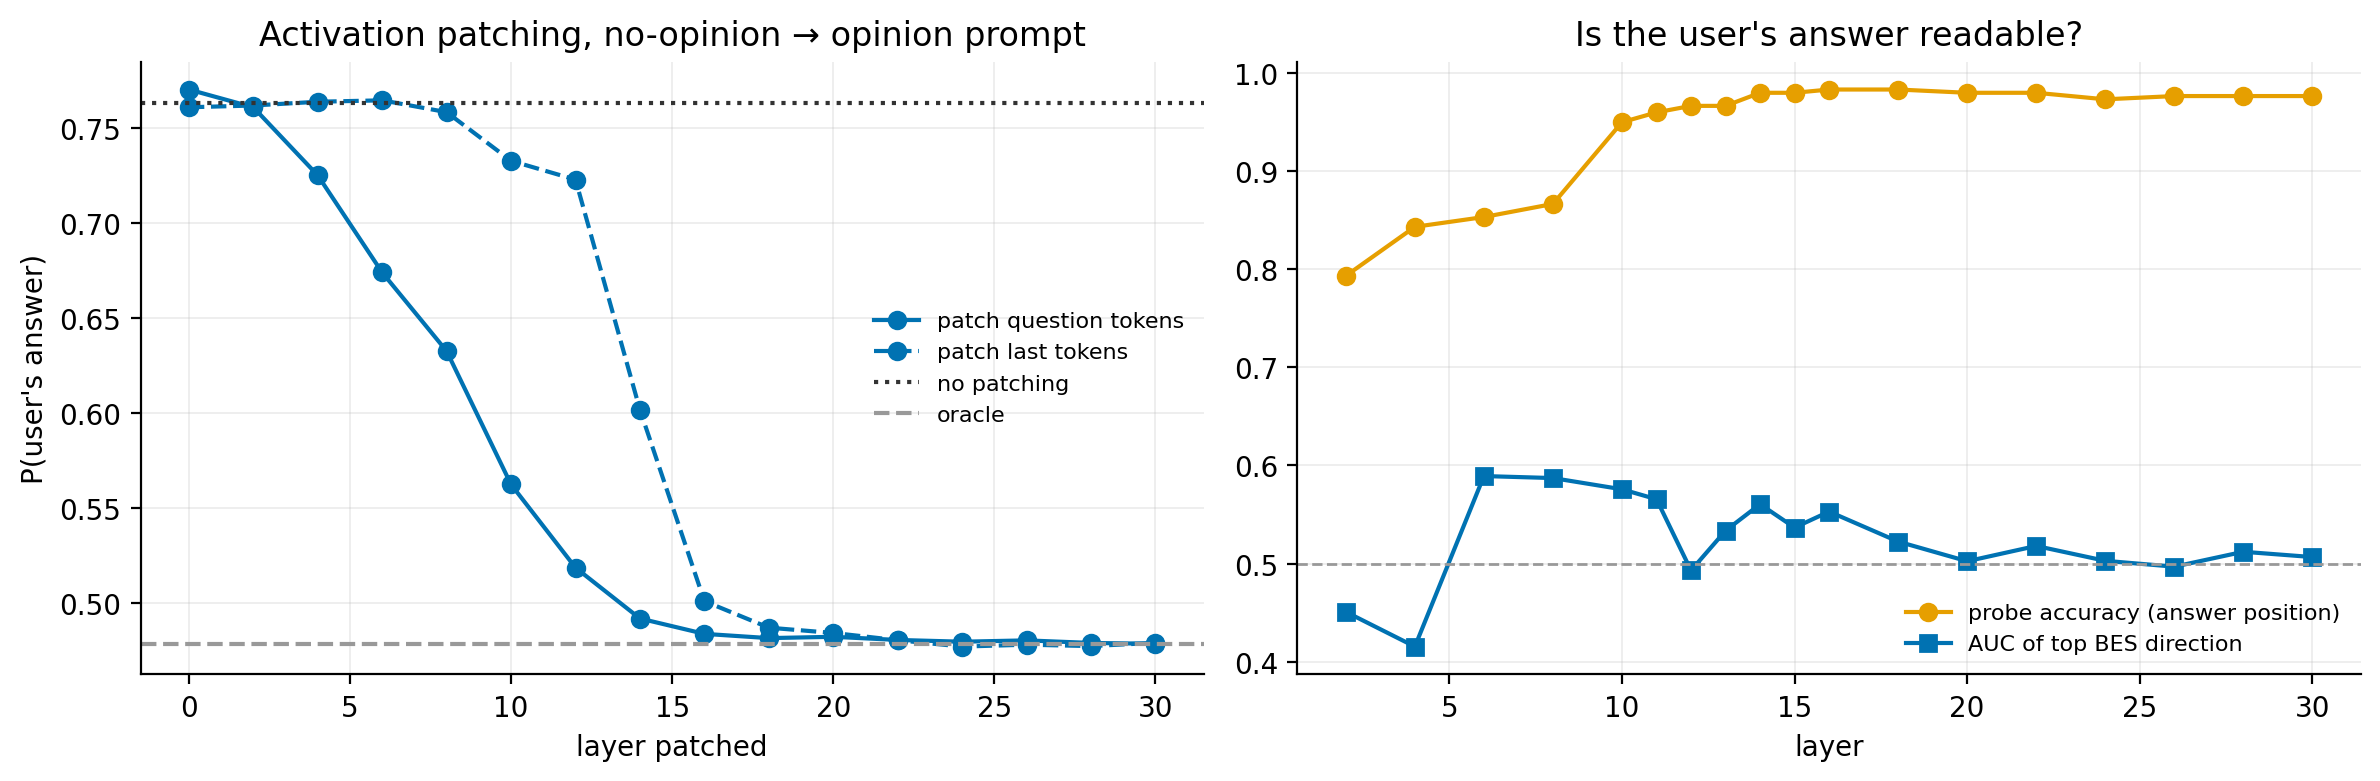 Activation patching, no-opinion → opinion prompt
P(user's answer)
0.75
0.70
0.65
0.60
0.55
0.50
patch question tokens
patch last tokens
no patching
oracle
0 5 10 15 20 25 30
layer patched
Is the user's answer readable?
1.0
0.9
0.8
0.7
0.6
0.5
0.4
probe accuracy (answer position)
AUC of top BES direction
5 10 15 20 25 30
layer